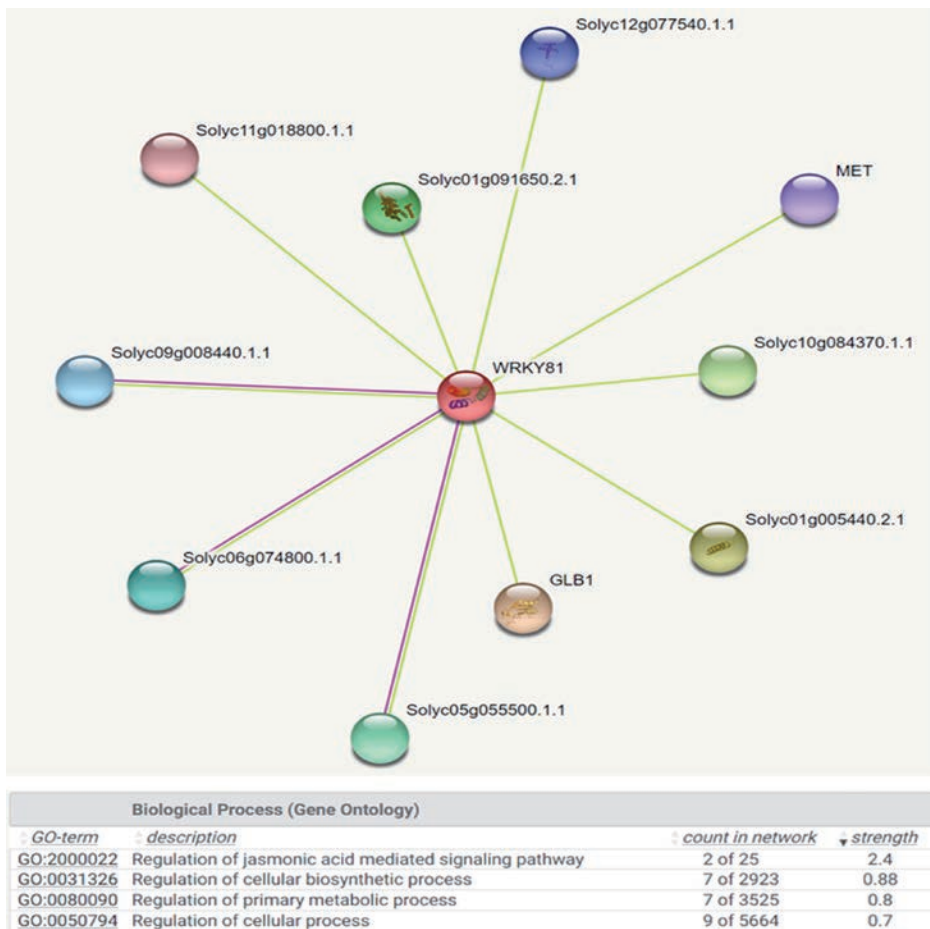 Solyc12g077540.1.1
Solyc11g018800.1.1
Solyc01g091650.2.1
MET
Solyc09g008440.1.1
Solyc10g084370.1.1
WRKY81
Solyc01g005440.2.1
Solyc06g074800.1.1
GLB1
Solyc05g055500.1.1
Biological Process (Gene Ontology)
GO-term description count in network strength
GO:2000022 Regulation of jasmonic acid mediated signaling pathway 2 of 25 2.4
GO:0031326 Regulation of cellular biosynthetic process 7 of 2923 0.88
GO:0080090 Regulation of primary metabolic process 7 of 3525 0.8
GO:0050794 Regulation of cellular process 9 of 5664 0.7